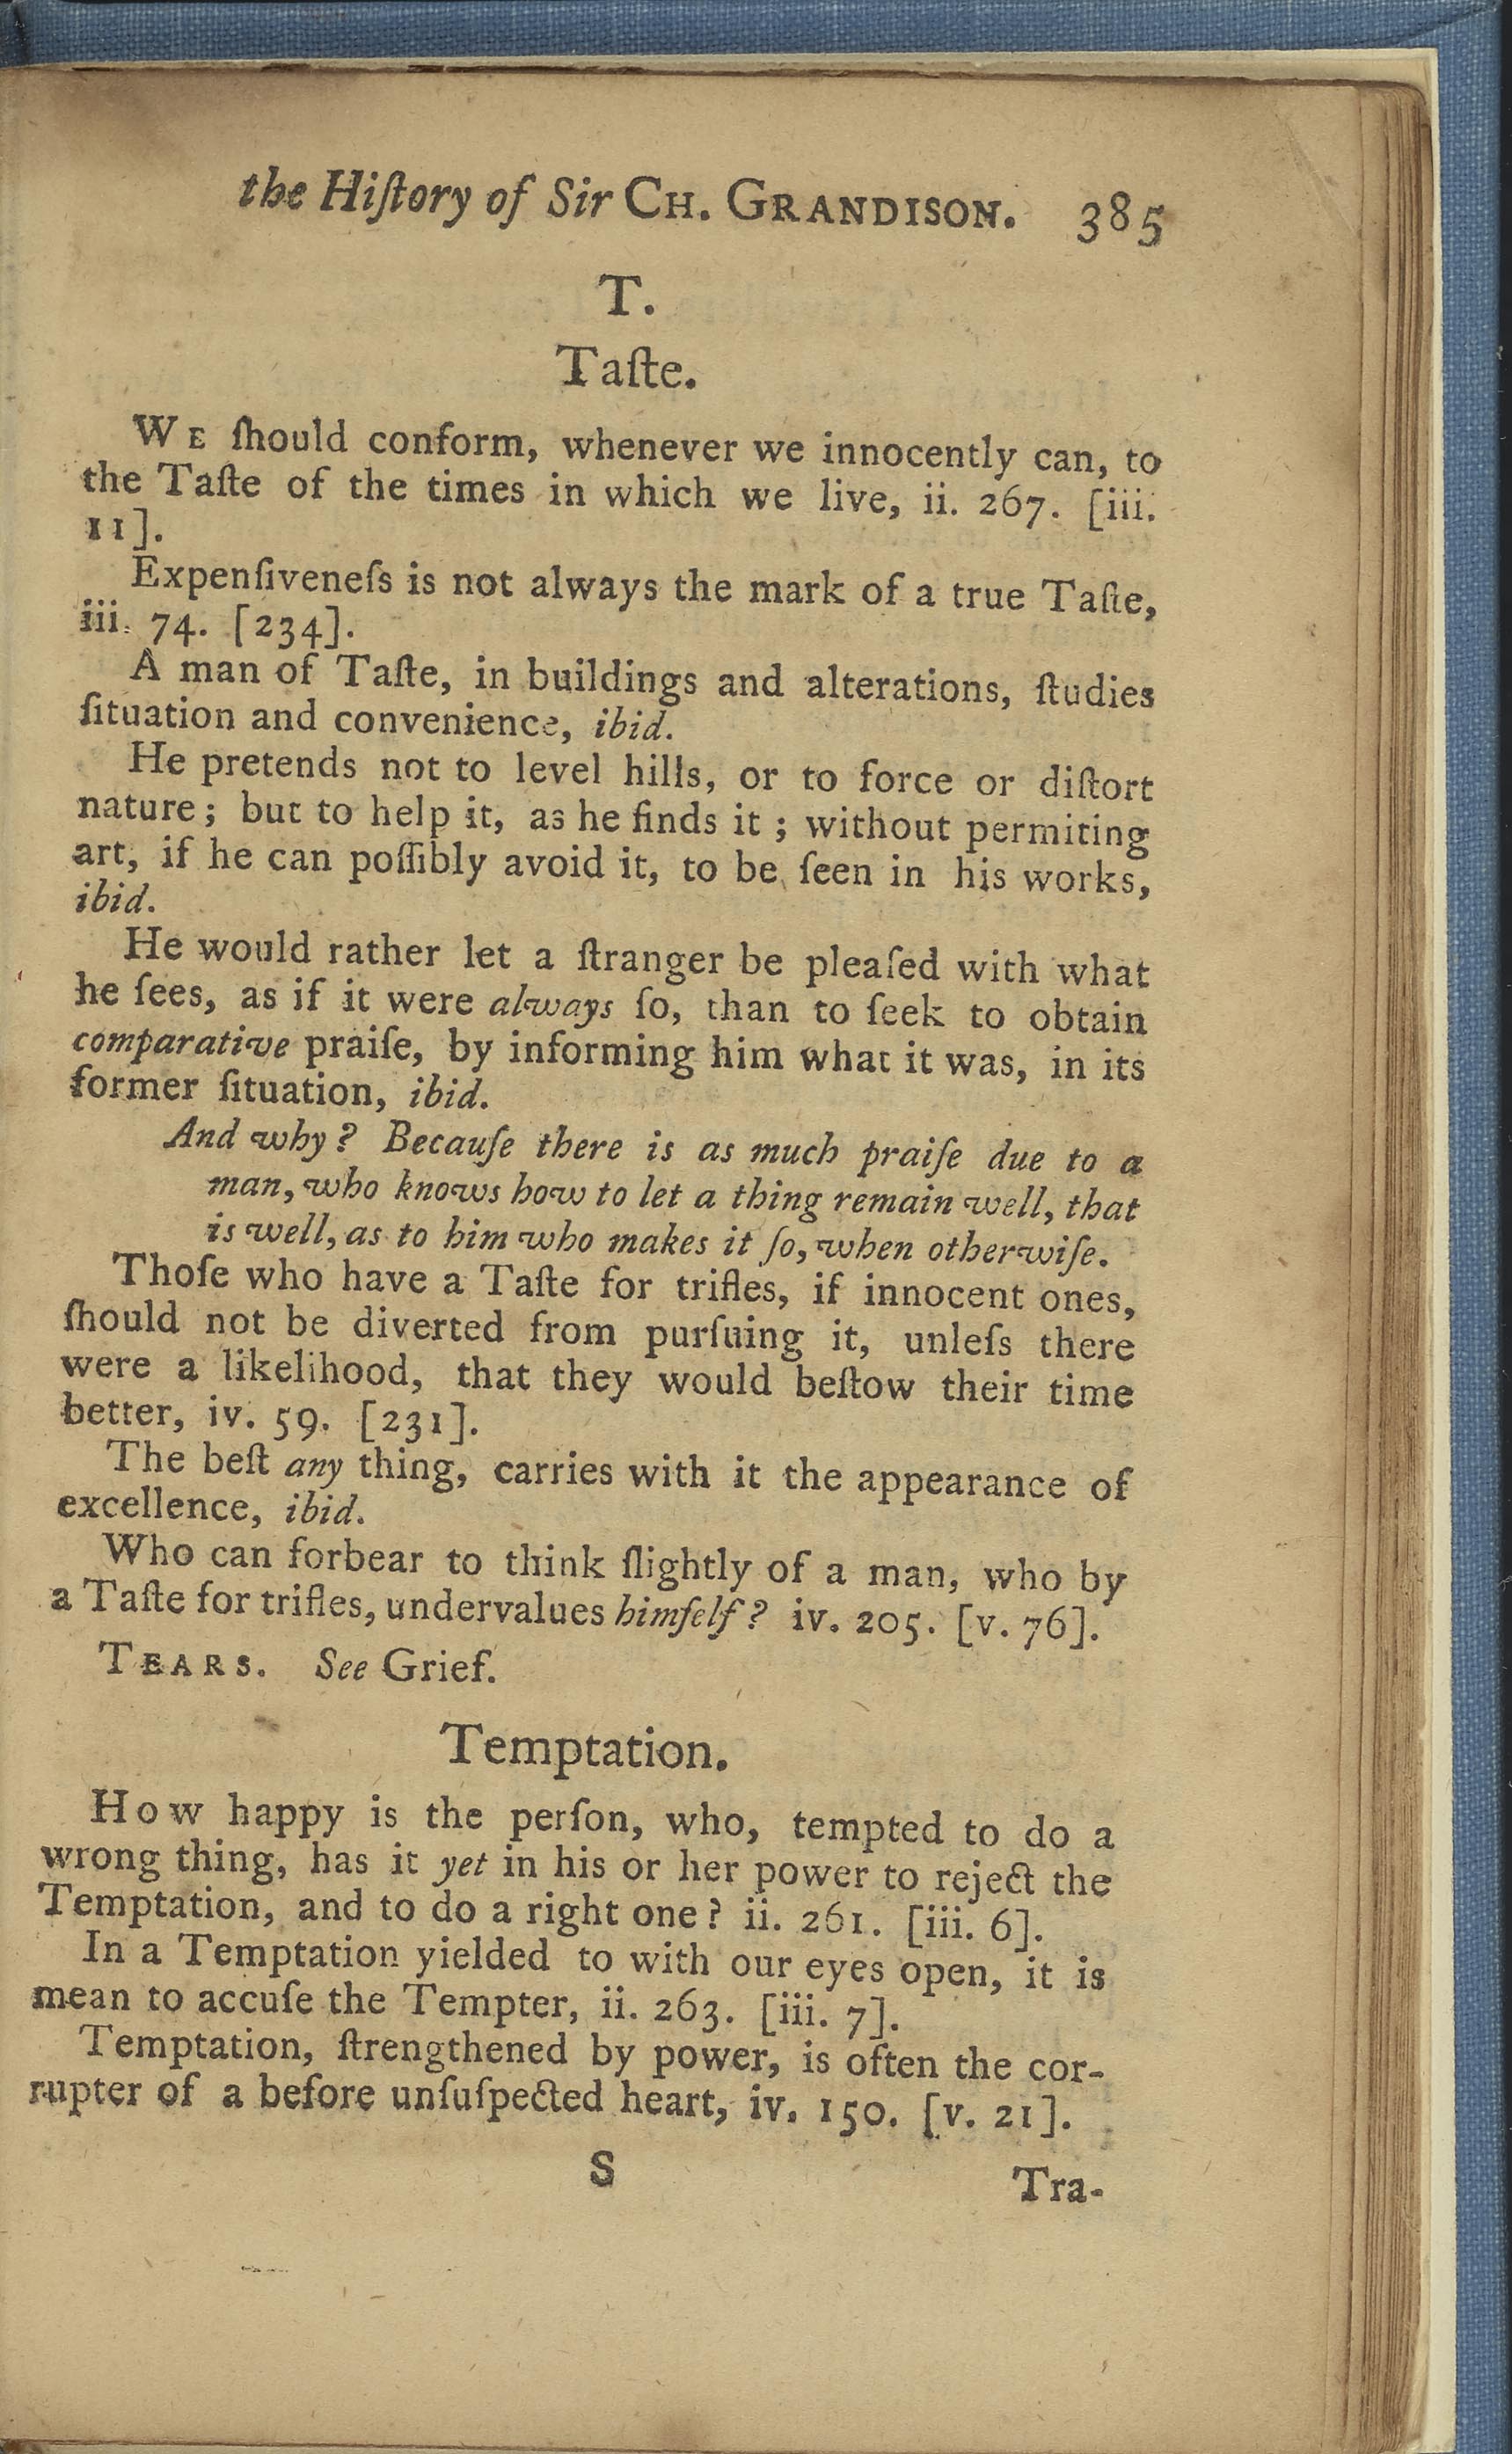 the Hiſtory of Sir CH. GRANDISON. 385
T.
Taſte.
WE ſhould conform, whenever we innocently can, to
the Taſte of the times in which we live, ii. 267. [iii.
11].
Expenſiveneſs is not always the mark of a true Taſte,
iii. 74. [234].
A man of Taſte, in buildings and alterations, ſtudies
ſituation and convenience, ibid.
He pretends not to level hills, or to force or diſtort
nature; but to help it, as he finds it; without permiting
art, if he can poſſibly avoid it, to be ſeen in his works,
ibid.
He would rather let a ſtranger be pleaſed with what
he ſees, as if it were always ſo, than to ſeek to obtain
comparative praiſe, by informing him what it was, in its
former ſituation, ibid.
And why? Becauſe there is as much praiſe due to a
man, who knows how to let a thing remain well, that
is well, as to him who makes it ſo, when otherwiſe.
Thoſe who have a Taſte for trifles, if innocent ones,
ſhould not be diverted from purſuing it, unleſs there
were a likelihood, that they would beſtow their time
better, iv. 59. [231].
The beſt any thing, carries with it the appearance of
excellence, ibid.
Who can forbear to think ſlightly of a man, who by
a Taſte for trifles, undervalues himſelf? iv. 205. [v. 76].
TEARS. See Grief.
Temptation.
How happy is the perſon, who, tempted to do a
wrong thing, has it yet in his or her power to reject the
Temptation, and to do a right one? ii. 261. [iii. 6].
In a Temptation yielded to with our eyes open, it is
mean to accuſe the Tempter, ii. 263. [iii. 7].
Temptation, ſtrengthened by power, is often the cor-
rupter of a before unſuſpected heart, iv. 150. [v. 21].
S
Tra-